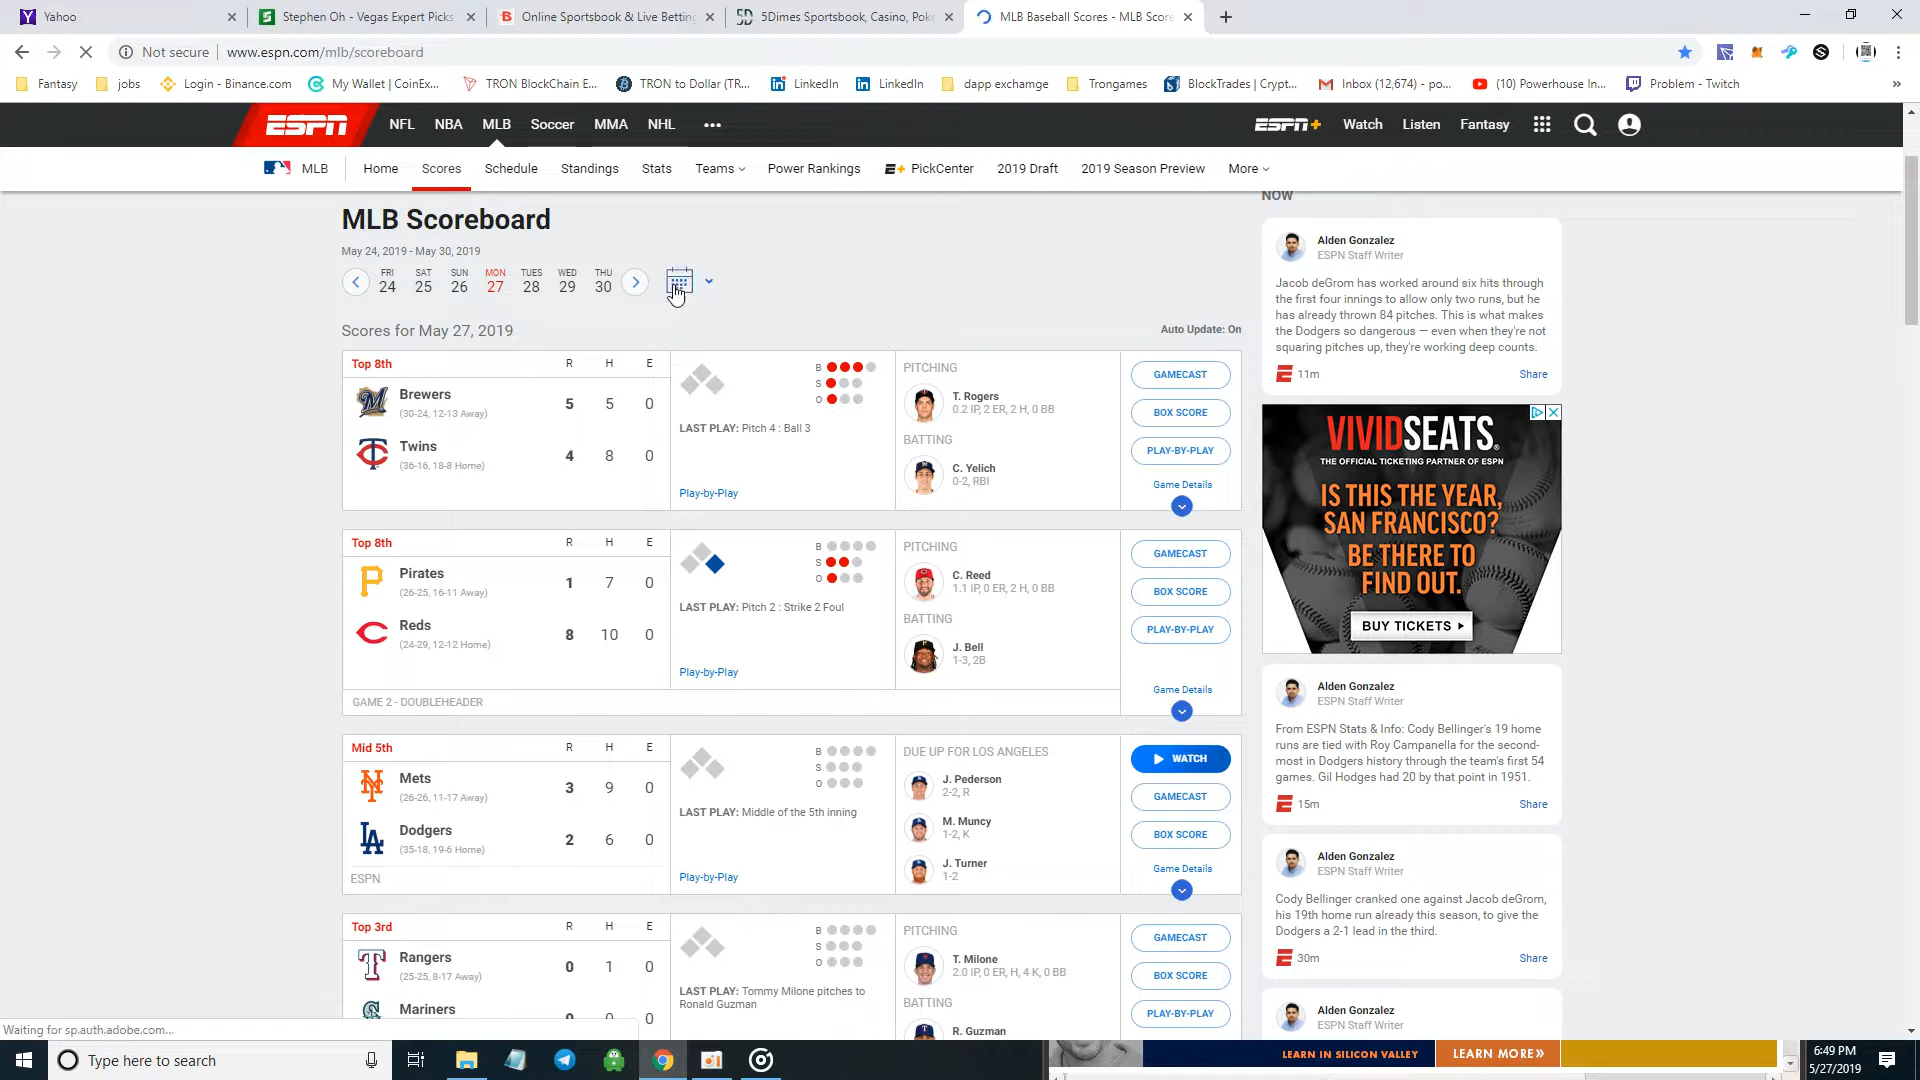 Yahoo
Stephen Oh - Vegas Expert Picks
Online Sportsbook & Live Betting
5Dimes Sportsbook, Casino, Poke
MLB Baseball Scores - MLB Score
Not secure www.espn.com/mlb/scoreboard
Fantasy
jobs
Login - Binance.com
My Wallet | CoinEx...
TRON BlockChain E...
TRON to Dollar (TR...
LinkedIn
LinkedIn
dapp exchamge
Trongames
BlockTrades | Crypt...
Inbox (12,674) - po...
(10) Powerhouse In...
Problem - Twitch
»
ESPN NFL NBA MLB Soccer MMA NHL ••• ESPN+ Watch Listen Fantasy
MLB Home Scores Schedule Standings Stats Teams Power Rankings E+ PickCenter 2019 Draft 2019 Season Preview More
MLB Scoreboard
May 24, 2019 - May 30, 2019
FRI SAT SUN MON TUES WED THU
24 25 26 27 28 29 30
Scores for May 27, 2019
Auto Update: On
Top 8th R H E
Brewers 5 5 0
(30-24, 12-13 Away)
Twins 4 8 0
(36-16, 18-8 Home)
B
S
O
LAST PLAY: Pitch 4 : Ball 3
Play-by-Play
PITCHING
T. Rogers
0.2 IP, 2 ER, 2 H, 0 BB
BATTING
C. Yelich
0-2, RBI
GAMECAST
BOX SCORE
PLAY-BY-PLAY
Game Details
Top 8th R H E
Pirates 1 7 0
(26-25, 16-11 Away)
Reds 8 10 0
(24-29, 12-12 Home)
GAME 2 - DOUBLEHEADER
B
S
O
LAST PLAY: Pitch 2 : Strike 2 Foul
Play-by-Play
PITCHING
C. Reed
1.1 IP, 0 ER, 2 H, 0 BB
BATTING
J. Bell
1-3, 2B
GAMECAST
BOX SCORE
PLAY-BY-PLAY
Game Details
Mid 5th R H E
Mets 3 9 0
(26-26, 11-17 Away)
Dodgers 2 6 0
(35-18, 19-6 Home)
ESPN
B
S
O
LAST PLAY: Middle of the 5th inning
Play-by-Play
DUE UP FOR LOS ANGELES
J. Pederson
2-2, R
M. Muncy
1-2, K
J. Turner
1-2
WATCH
GAMECAST
BOX SCORE
Game Details
Top 3rd R H E
Rangers 0 1 0
(25-25, 8-17 Away)
Mariners 0 0 0
B
S
O
LAST PLAY: Tommy Milone pitches to
Ronald Guzman
PITCHING
T. Milone
2.0 IP, 0 ER, H, 4 K, 0 BB
BATTING
R. Guzman
GAMECAST
BOX SCORE
PLAY-BY-PLAY
NOW
Alden Gonzalez
ESPN Staff Writer
Jacob deGrom has worked around six hits through
the first four innings to allow only two runs, but he
has already thrown 84 pitches. This is what makes
the Dodgers so dangerous — even when they're not
squaring pitches up, they're working deep counts.
11m
Share
VIVIDSEATS.
THE OFFICIAL TICKETING PARTNER OF ESPN
IS THIS THE YEAR,
SAN FRANCISCO?
BE THERE TO
FIND OUT.
BUY TICKETS
Alden Gonzalez
ESPN Staff Writer
From ESPN Stats & Info: Cody Bellinger's 19 home
runs are tied with Roy Campanella for the second-
most in Dodgers history through the team's first 54
games. Gil Hodges had 20 by that point in 1951.
15m
Share
Alden Gonzalez
ESPN Staff Writer
Cody Bellinger cranked one against Jacob deGrom,
his 19th home run already this season, to give the
Dodgers a 2-1 lead in the third.
30m
Share
Alden Gonzalez
ESPN Staff Writer
Waiting for sp.auth.adobe.com...
Type here to search
LEARN IN SILICON VALLEY
LEARN MORE»
6:49 PM
5/27/2019